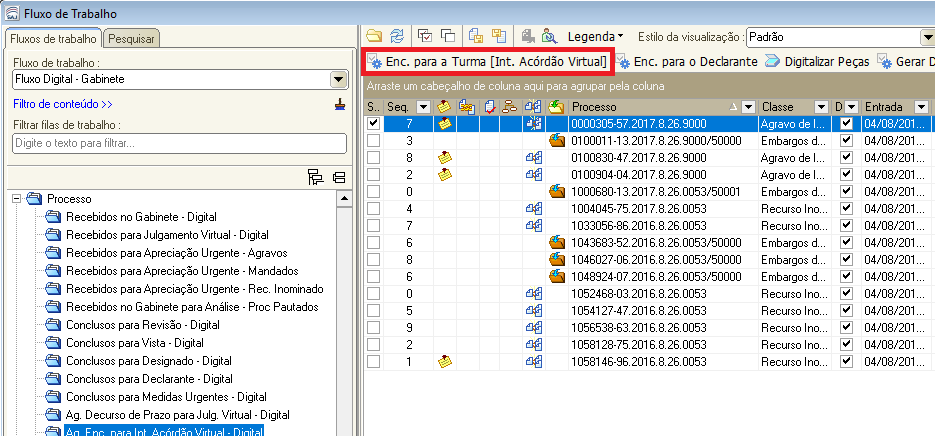 SAJ Fluxo de Trabalho
Fluxos de trabalho Pesquisar
Fluxo de trabalho :
Fluxo Digital - Gabinete
Filtro de conteúdo >>
Filtrar filas de trabalho :
Digite o texto para filtrar...
Processo
Recebidos no Gabinete - Digital
Recebidos para Julgamento Virtual - Digital
Recebidos para Apreciação Urgente - Agravos
Recebidos para Apreciação Urgente - Mandados
Recebidos para Apreciação Urgente - Rec. Inominado
Recebidos no Gabinete para Análise - Proc Pautados
Conclusos para Revisão - Digital
Conclusos para Vista - Digital
Conclusos para Designado - Digital
Conclusos para Declarante - Digital
Conclusos para Medidas Urgentes - Digital
Ag. Decurso de Prazo para Julg. Virtual - Digital
Ag. Enc. para Int. Acórdão Virtual - Digital
Legenda Estilo da visualização : Padrão
Enc. para a Turma [Int. Acórdão Virtual] Enc. para o Declarante Digitalizar Peças Gerar D
Arraste um cabeçalho de coluna aqui para agrupar pela coluna
S.. Seq. Processo Classe D Entrada
7 0000305-57.2017.8.26.9000 Agravo de I... 04/08/201...
3 0100011-13.2017.8.26.9000/50000 Embargos d... 04/08/201...
8 0100830-47.2017.8.26.9000 Agravo de I... 04/08/201...
2 0100904-04.2017.8.26.9000 Agravo de I... 04/08/201...
0 1000680-13.2017.8.26.0053/50001 Embargos d... 04/08/201...
4 1004045-75.2017.8.26.0053 Recurso Ino... 04/08/201...
7 1033056-86.2016.8.26.0053 Recurso Ino... 04/08/201...
6 1043683-52.2016.8.26.0053/50000 Embargos d... 04/08/201...
8 1046027-06.2016.8.26.0053/50000 Embargos d... 04/08/201...
6 1048924-07.2016.8.26.0053/50000 Embargos d... 04/08/201...
0 1052468-03.2016.8.26.0053 Recurso Ino... 04/08/201...
5 1054127-47.2016.8.26.0053 Recurso Ino... 04/08/201...
9 1056538-63.2016.8.26.0053 Recurso Ino... 04/08/201...
2 1058128-75.2016.8.26.0053 Recurso Ino... 04/08/201...
1 1058146-96.2016.8.26.0053 Recurso Ino... 04/08/201...